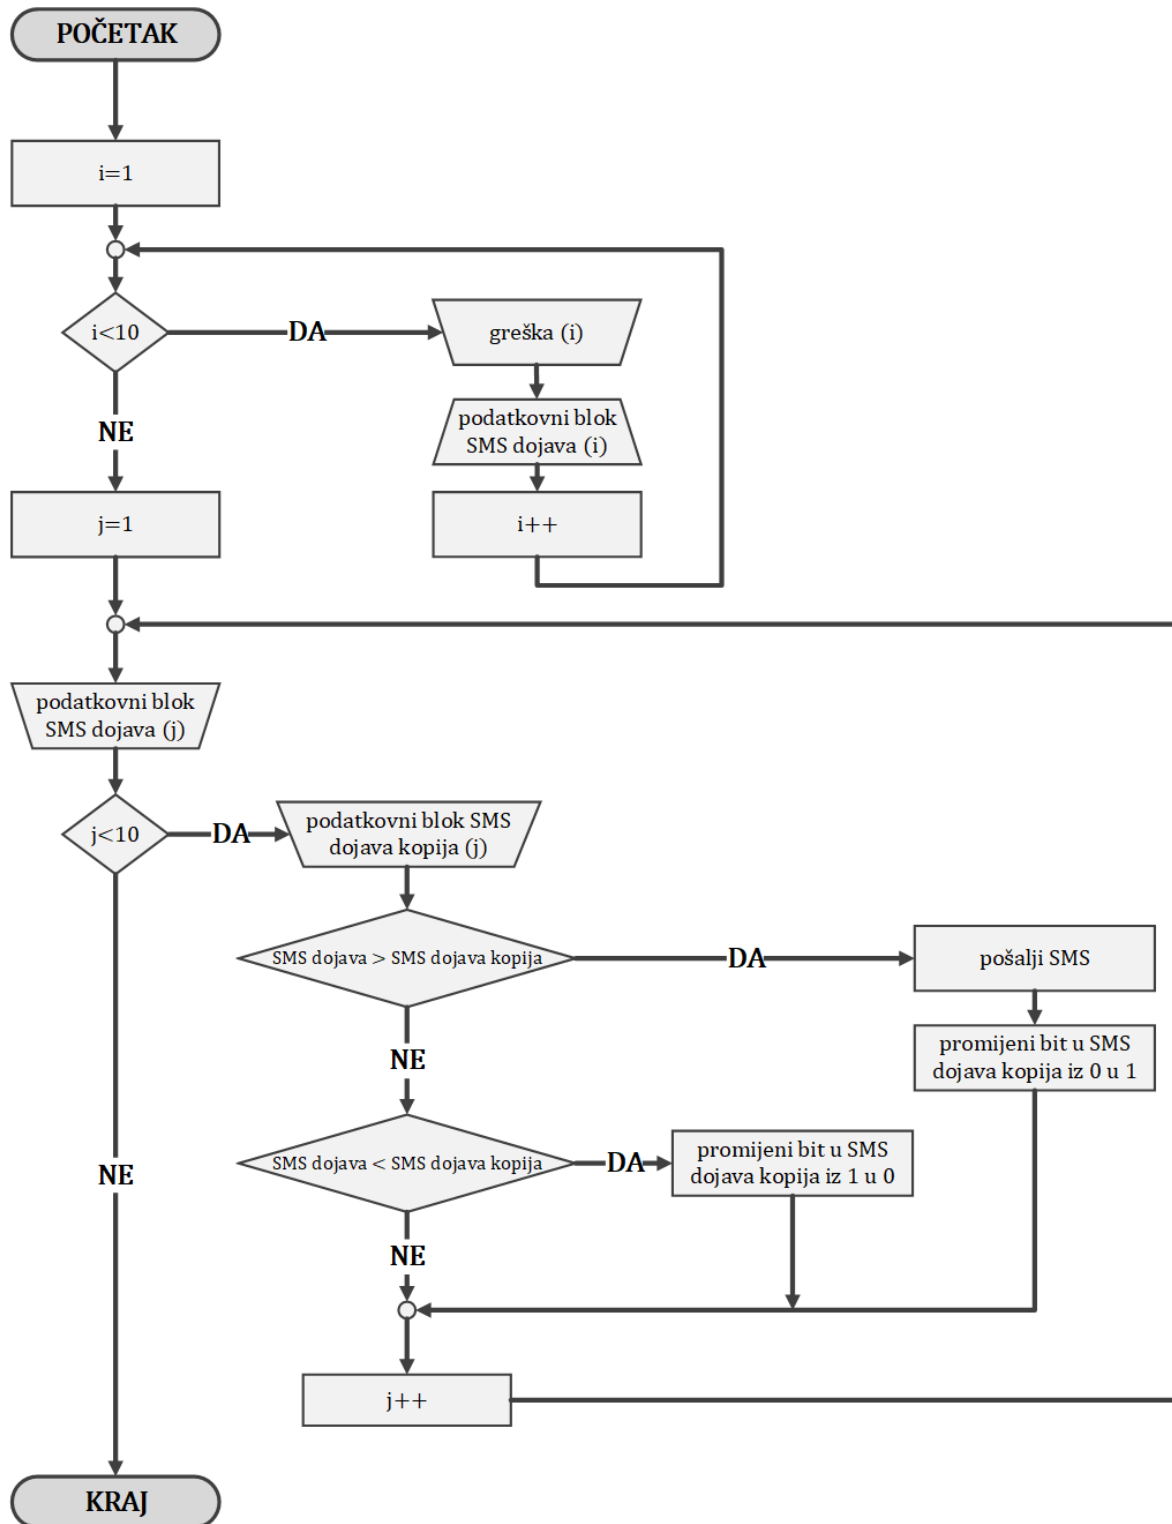 POČETAK
i=1
i<10
DA
greška (i)
podatkovni blok
SMS dojava (i)
NE
j=1
i++
podatkovni blok
SMS dojava (j)
j<10
DA
podatkovni blok SMS
dojava kopija (j)
SMS dojava > SMS dojava kopija
DA
pošalji SMS
promijeni bit u SMS
dojava kopija iz 0 u 1
NE
SMS dojava < SMS dojava kopija
DA
promijeni bit u SMS
dojava kopija iz 1 u 0
NE
NE
j++
KRAJ